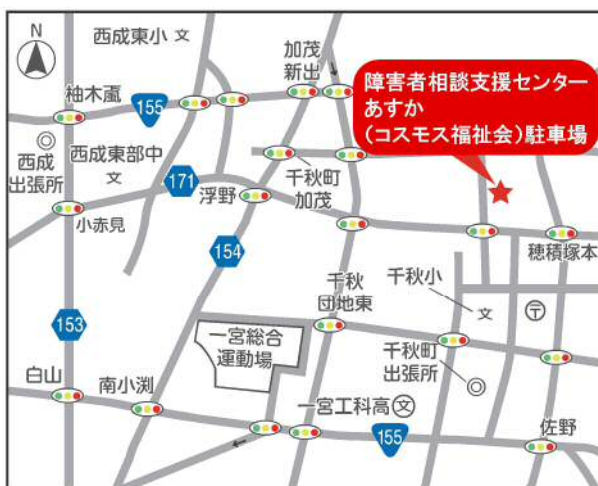 N
西成東小 文
加茂
新出
障害者相談支援センター
あすか
(コスモス福祉会)駐車場
155
西成
出張所
西成東部中
文
171
浮野
千秋町
加茂
小赤見
154
穂積塚本
千秋
団地東
千秋小
文
〒
153
一宮総合
運動場
千秋町
出張所
白山
南小渕
一宮工科高 文
155
佐野